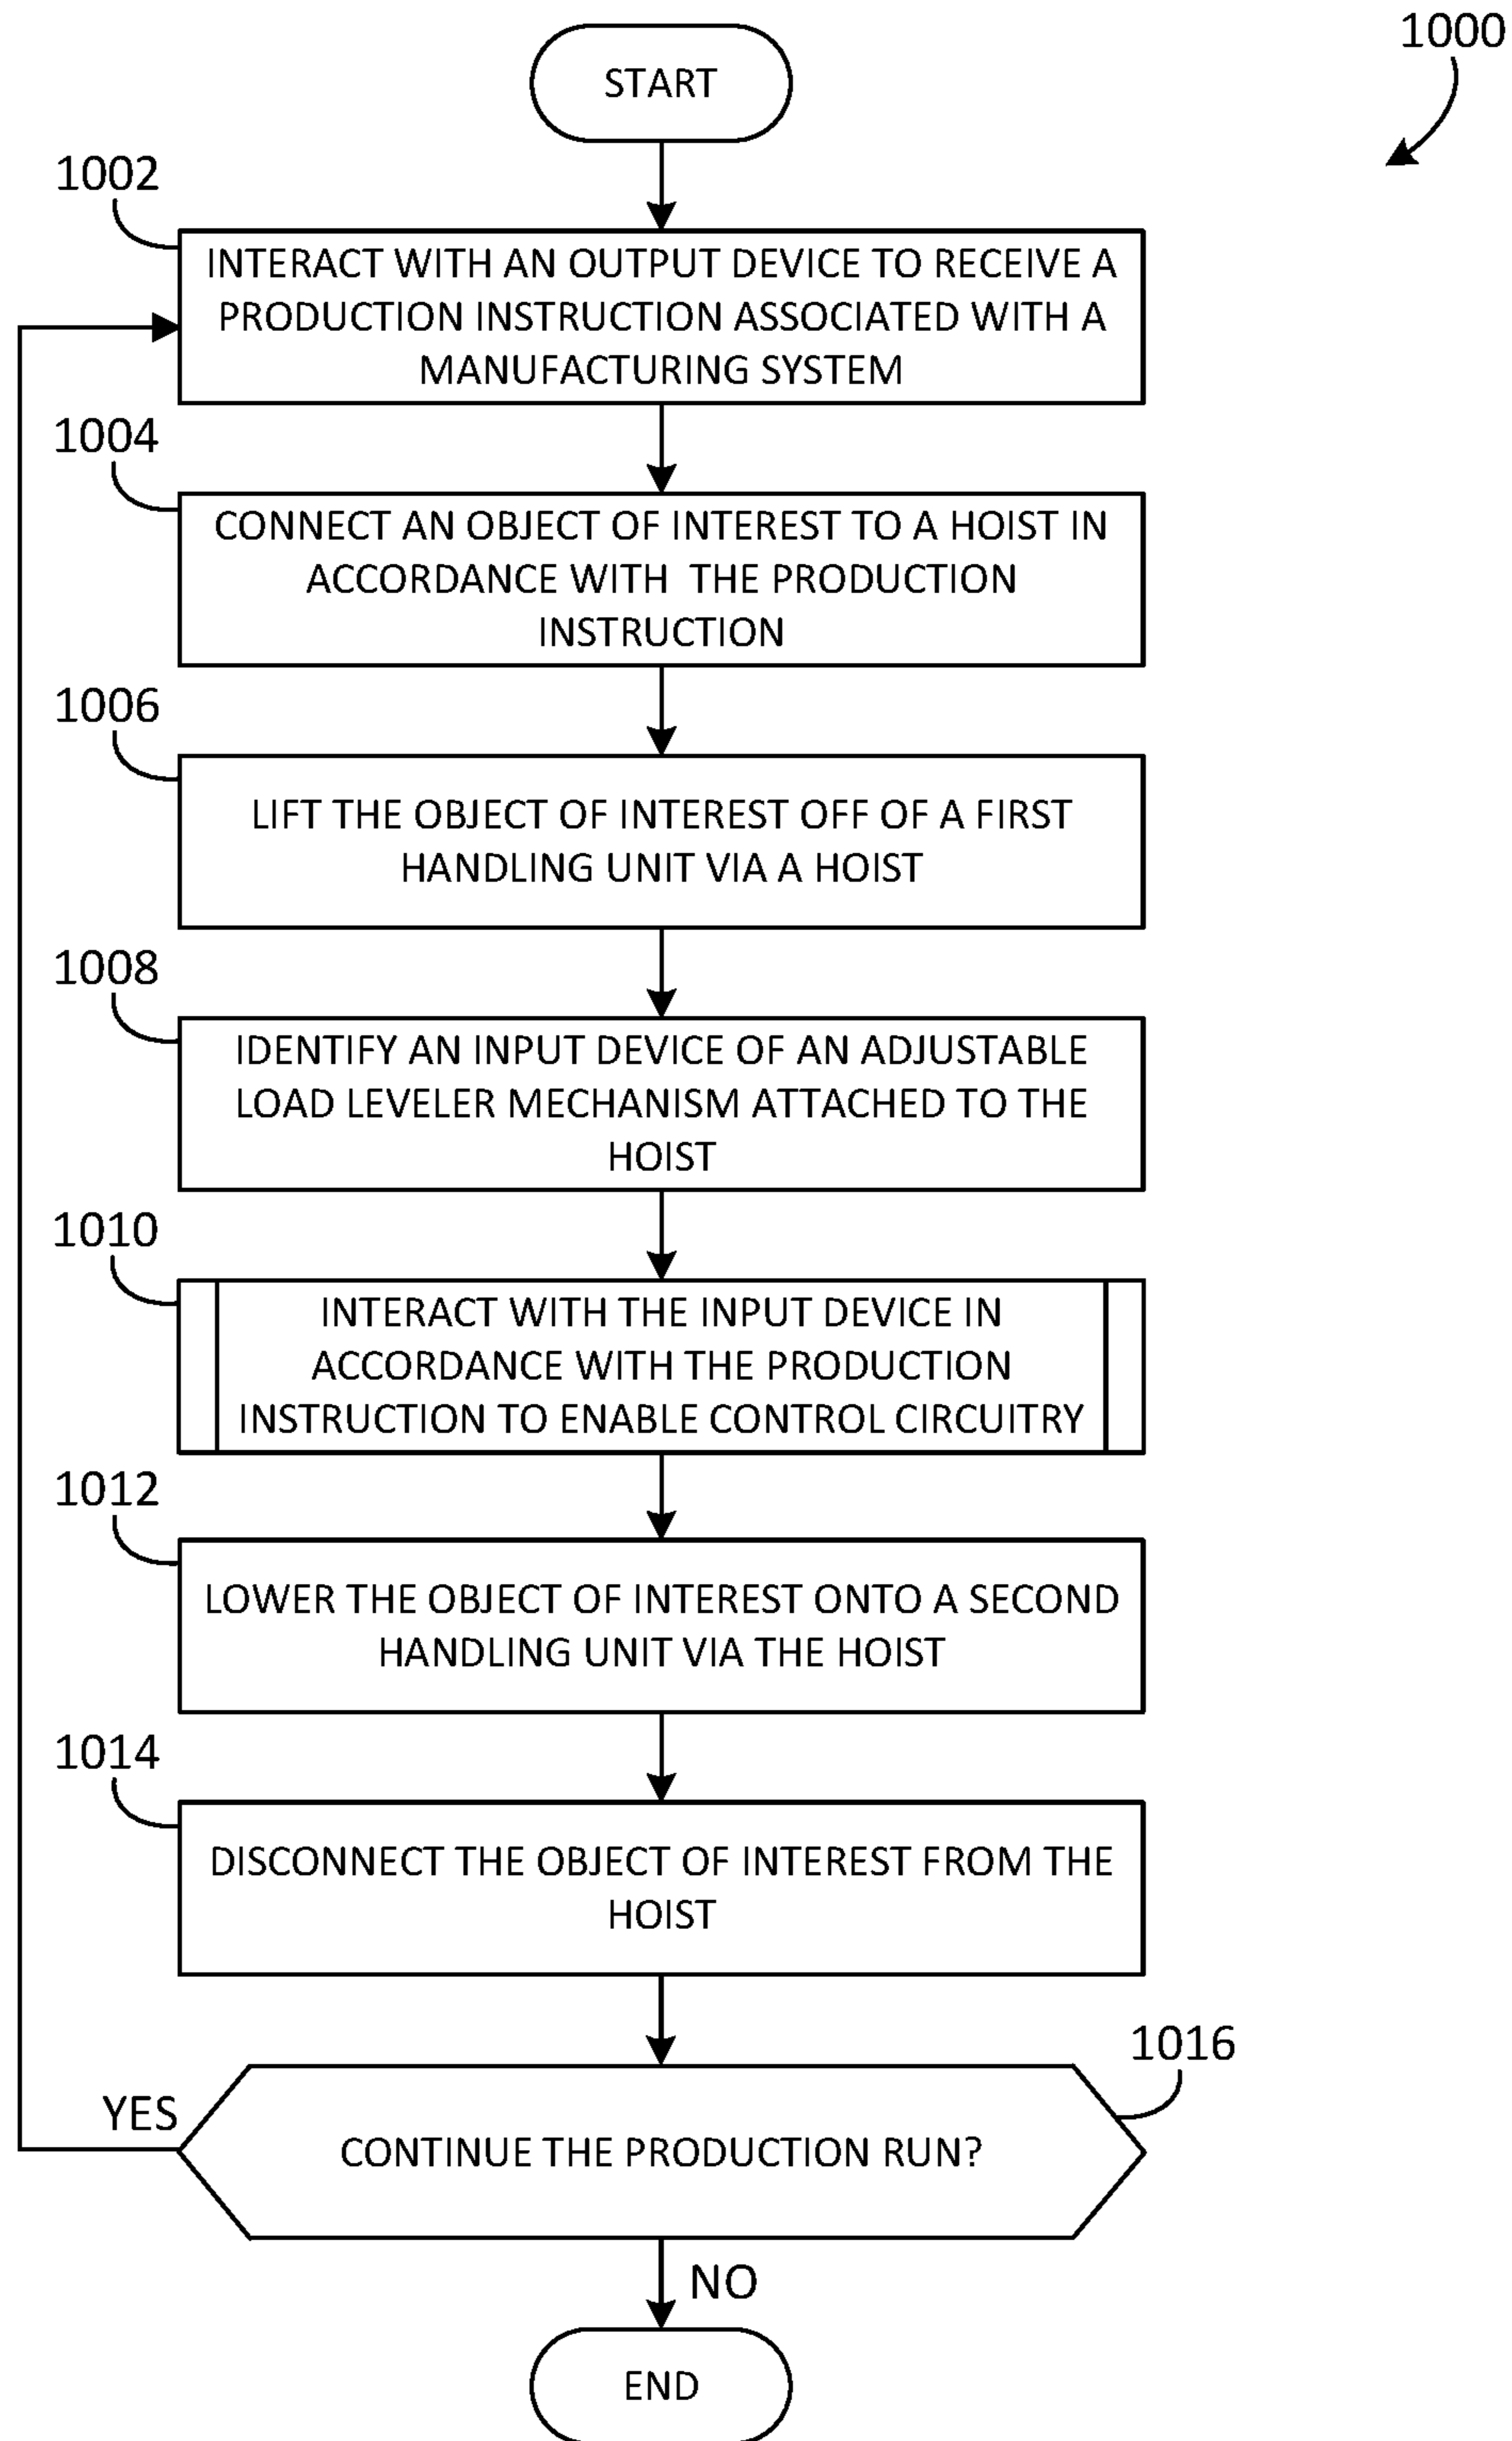 1000
START
1002
INTERACT WITH AN OUTPUT DEVICE TO RECEIVE A
PRODUCTION INSTRUCTION ASSOCIATED WITH A
MANUFACTURING SYSTEM
1004
CONNECT AN OBJECT OF INTEREST TO A HOIST IN
ACCORDANCE WITH THE PRODUCTION
INSTRUCTION
1006
LIFT THE OBJECT OF INTEREST OFF OF A FIRST
HANDLING UNIT VIA A HOIST
1008
IDENTIFY AN INPUT DEVICE OF AN ADJUSTABLE
LOAD LEVELER MECHANISM ATTACHED TO THE
HOIST
1010
INTERACT WITH THE INPUT DEVICE IN
ACCORDANCE WITH THE PRODUCTION
INSTRUCTION TO ENABLE CONTROL CIRCUITRY
1012
LOWER THE OBJECT OF INTEREST ONTO A SECOND
HANDLING UNIT VIA THE HOIST
1014
DISCONNECT THE OBJECT OF INTEREST FROM THE
HOIST
1016
YES
CONTINUE THE PRODUCTION RUN?
NO
END